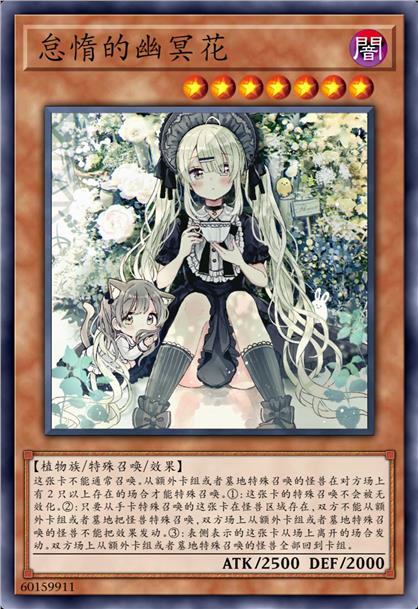 怠惰的幽冥花
闇
【植物族/特殊召唤/效果】
这张卡不能通常召唤。从额外卡组或者墓地特殊召唤的怪兽在对方场上
有2只以上存在的场合才能特殊召唤。①:这张卡的特殊召唤不会被无
效化。②:只要从手卡特殊召唤的这张卡在怪兽区域存在,双方不能从额
外卡组或者墓地把怪兽特殊召唤,双方场上从额外卡组或者墓地特殊召
唤的怪兽不能把效果发动。③:表侧表示的这张卡从场上离开的场合发
动。双方场上从额外卡组或者墓地特殊召唤的怪兽全部回到卡组。
ATK/2500 DEF/2000
60159911